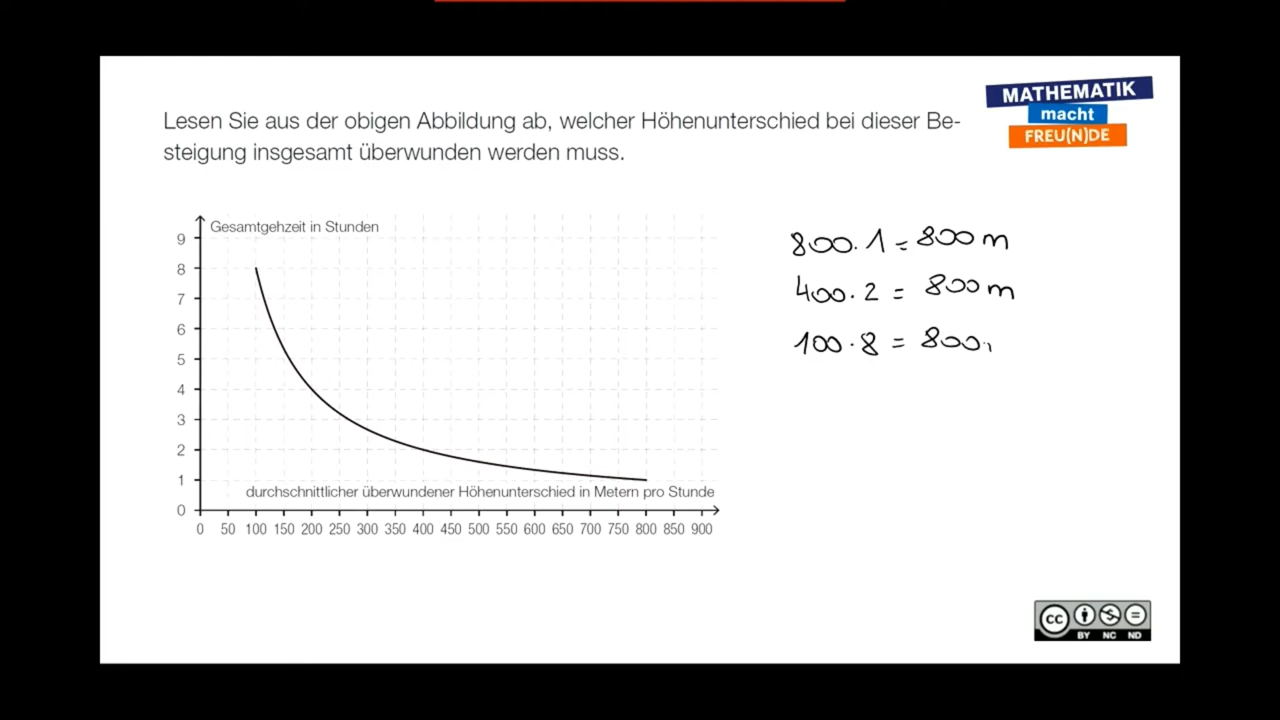 MATHEMATIK
macht
FREU(N)DE
Lesen Sie aus der obigen Abbildung ab, welcher Höhenunterschied bei dieser Be-
steigung insgesamt überwunden werden muss.
Gesamtgehzeit in Stunden
9
8
7
6
5
4
3
2
1
0
durchschnittlicher überwundener Höhenunterschied in Metern pro Stunde
0 50 100 150 200 250 300 350 400 450 500 550 600 650 700 750 800 850 900
800 · 1 = 800 m
400 · 2 = 800 m
100 · 8 = 800
cc
BY NC ND